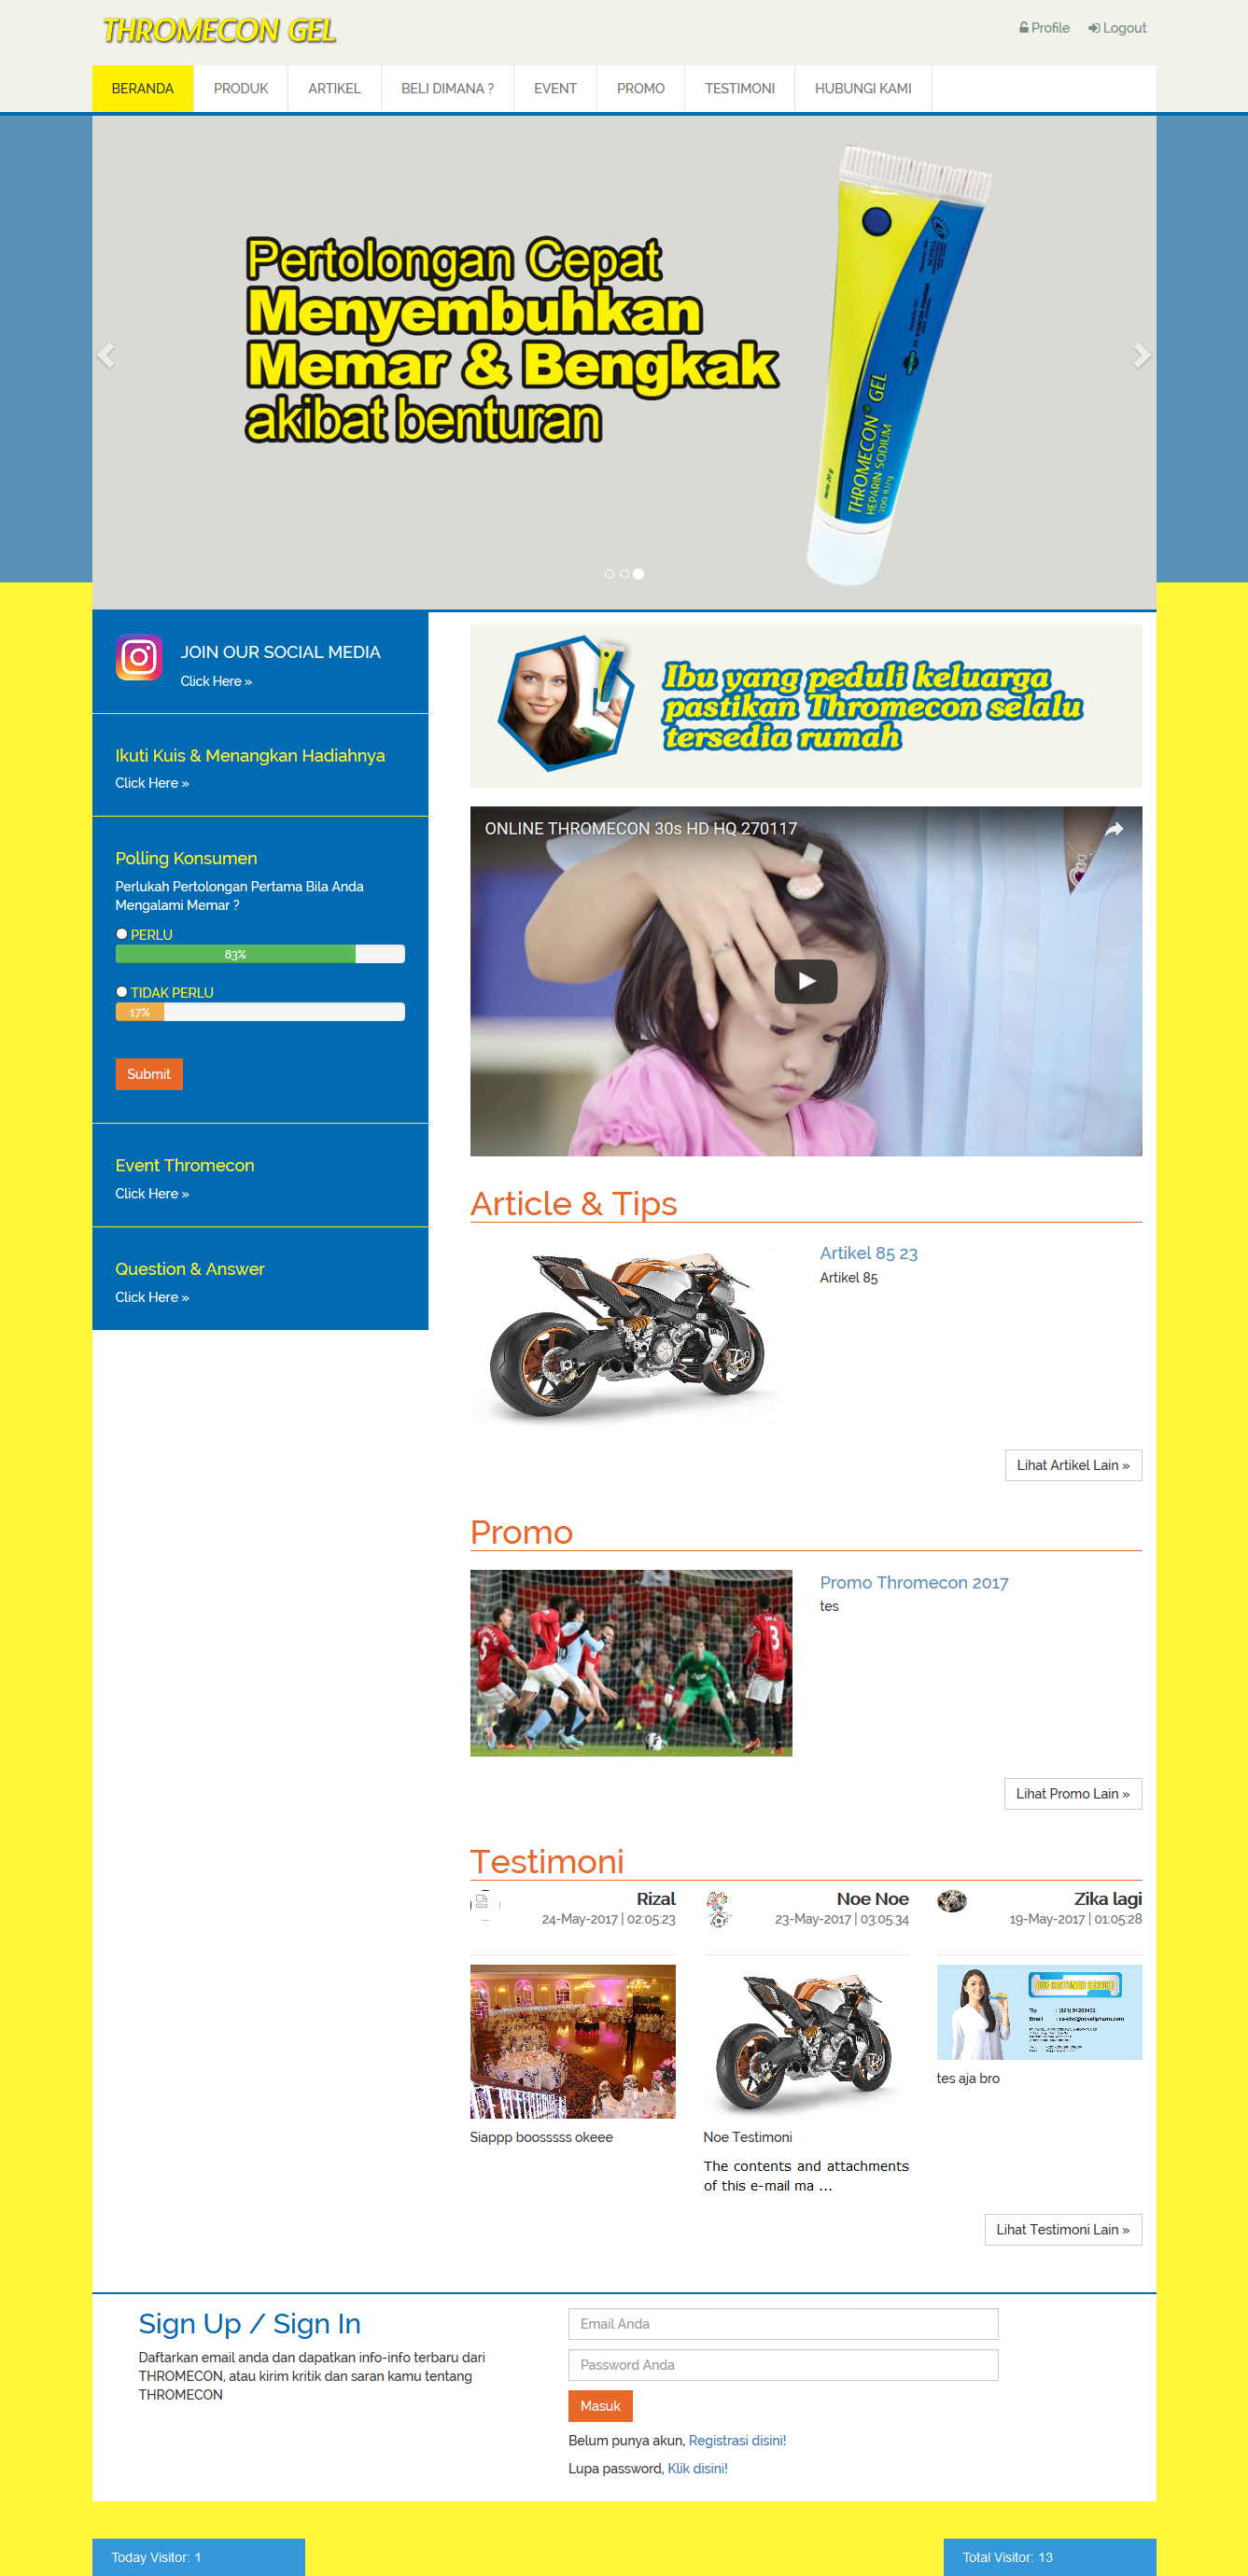 THROMECON GEL
Profile
Logout
BERANDA
PRODUK
ARTIKEL
BELI DIMANA ?
EVENT
PROMO
TESTIMONI
HUBUNGI KAMI
Pertolongan Cepat
Menyembuhkan
Memar & Bengkak
akibat benturan
THROMECON® GEL
HEPARIN SODIUM
200 IU/g
Netto 20 g
JOIN OUR SOCIAL MEDIA
Click Here »
Ikuti Kuis & Menangkan Hadiahnya
Click Here »
Polling Konsumen
Perlukah Pertolongan Pertama Bila Anda
Mengalami Memar ?
PERLU
83%
TIDAK PERLU
17%
Submit
Event Thromecon
Click Here »
Question & Answer
Click Here »
Ibu yang peduli keluarga
pastikan Thromecon selalu
tersedia rumah
ONLINE THROMECON 30s HD HQ 270117
Article & Tips
Artikel 85 23
Artikel 85
Lihat Artikel Lain »
Promo
Promo Thromecon 2017
tes
Lihat Promo Lain »
Testimoni
Rizal
24-May-2017 | 02:05:23
Siappp boosssss okeee
Noe Noe
23-May-2017 | 03:05:34
Noe Testimoni
The contents and attachments
of this e-mail ma ...
Zika lagi
19-May-2017 | 01:05:28
OUR COSTUMER SERVICE
tes aja bro
Lihat Testimoni Lain »
Sign Up / Sign In
Daftarkan email anda dan dapatkan info-info terbaru dari
THROMECON, atau kirim kritik dan saran kamu tentang
THROMECON
Email Anda
Password Anda
Masuk
Belum punya akun, Registrasi disini!
Lupa password, Klik disini!
Today Visitor: 1
Total Visitor: 13